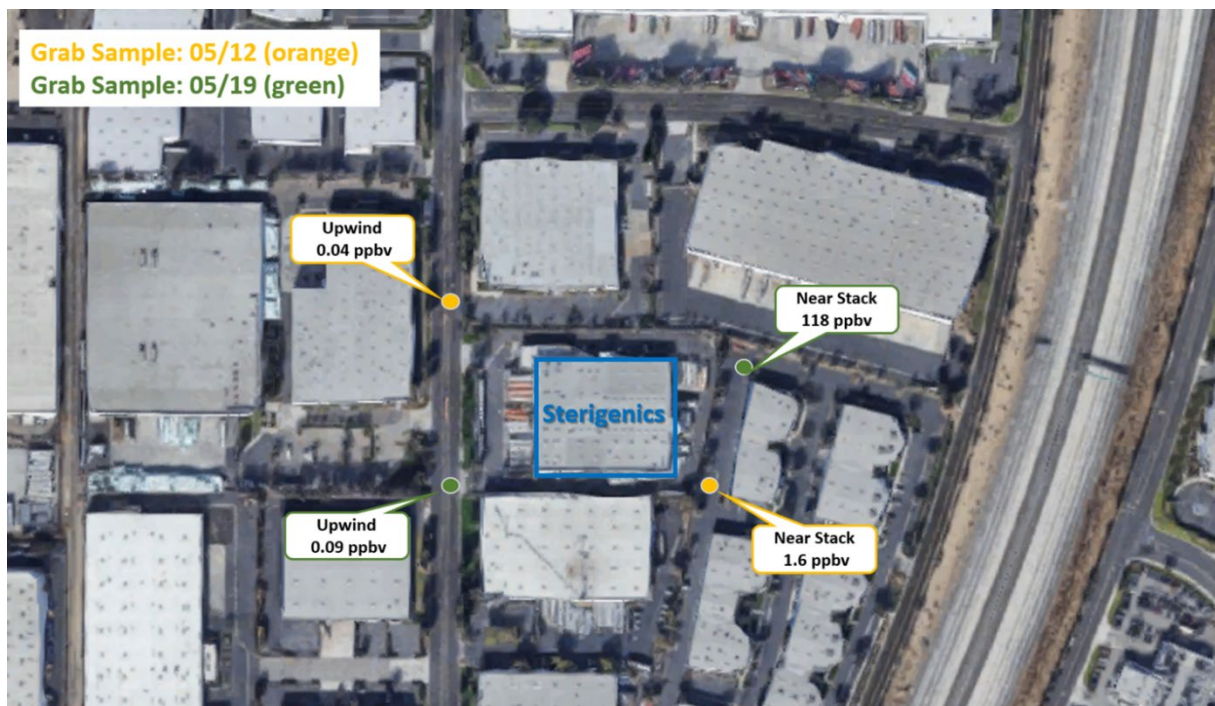 Grab Sample: 05/12 (orange)
Grab Sample: 05/19 (green)
Upwind
0.04 ppbv
Near Stack
118 ppbv
Sterigenics
Upwind
0.09 ppbv
Near Stack
1.6 ppbv